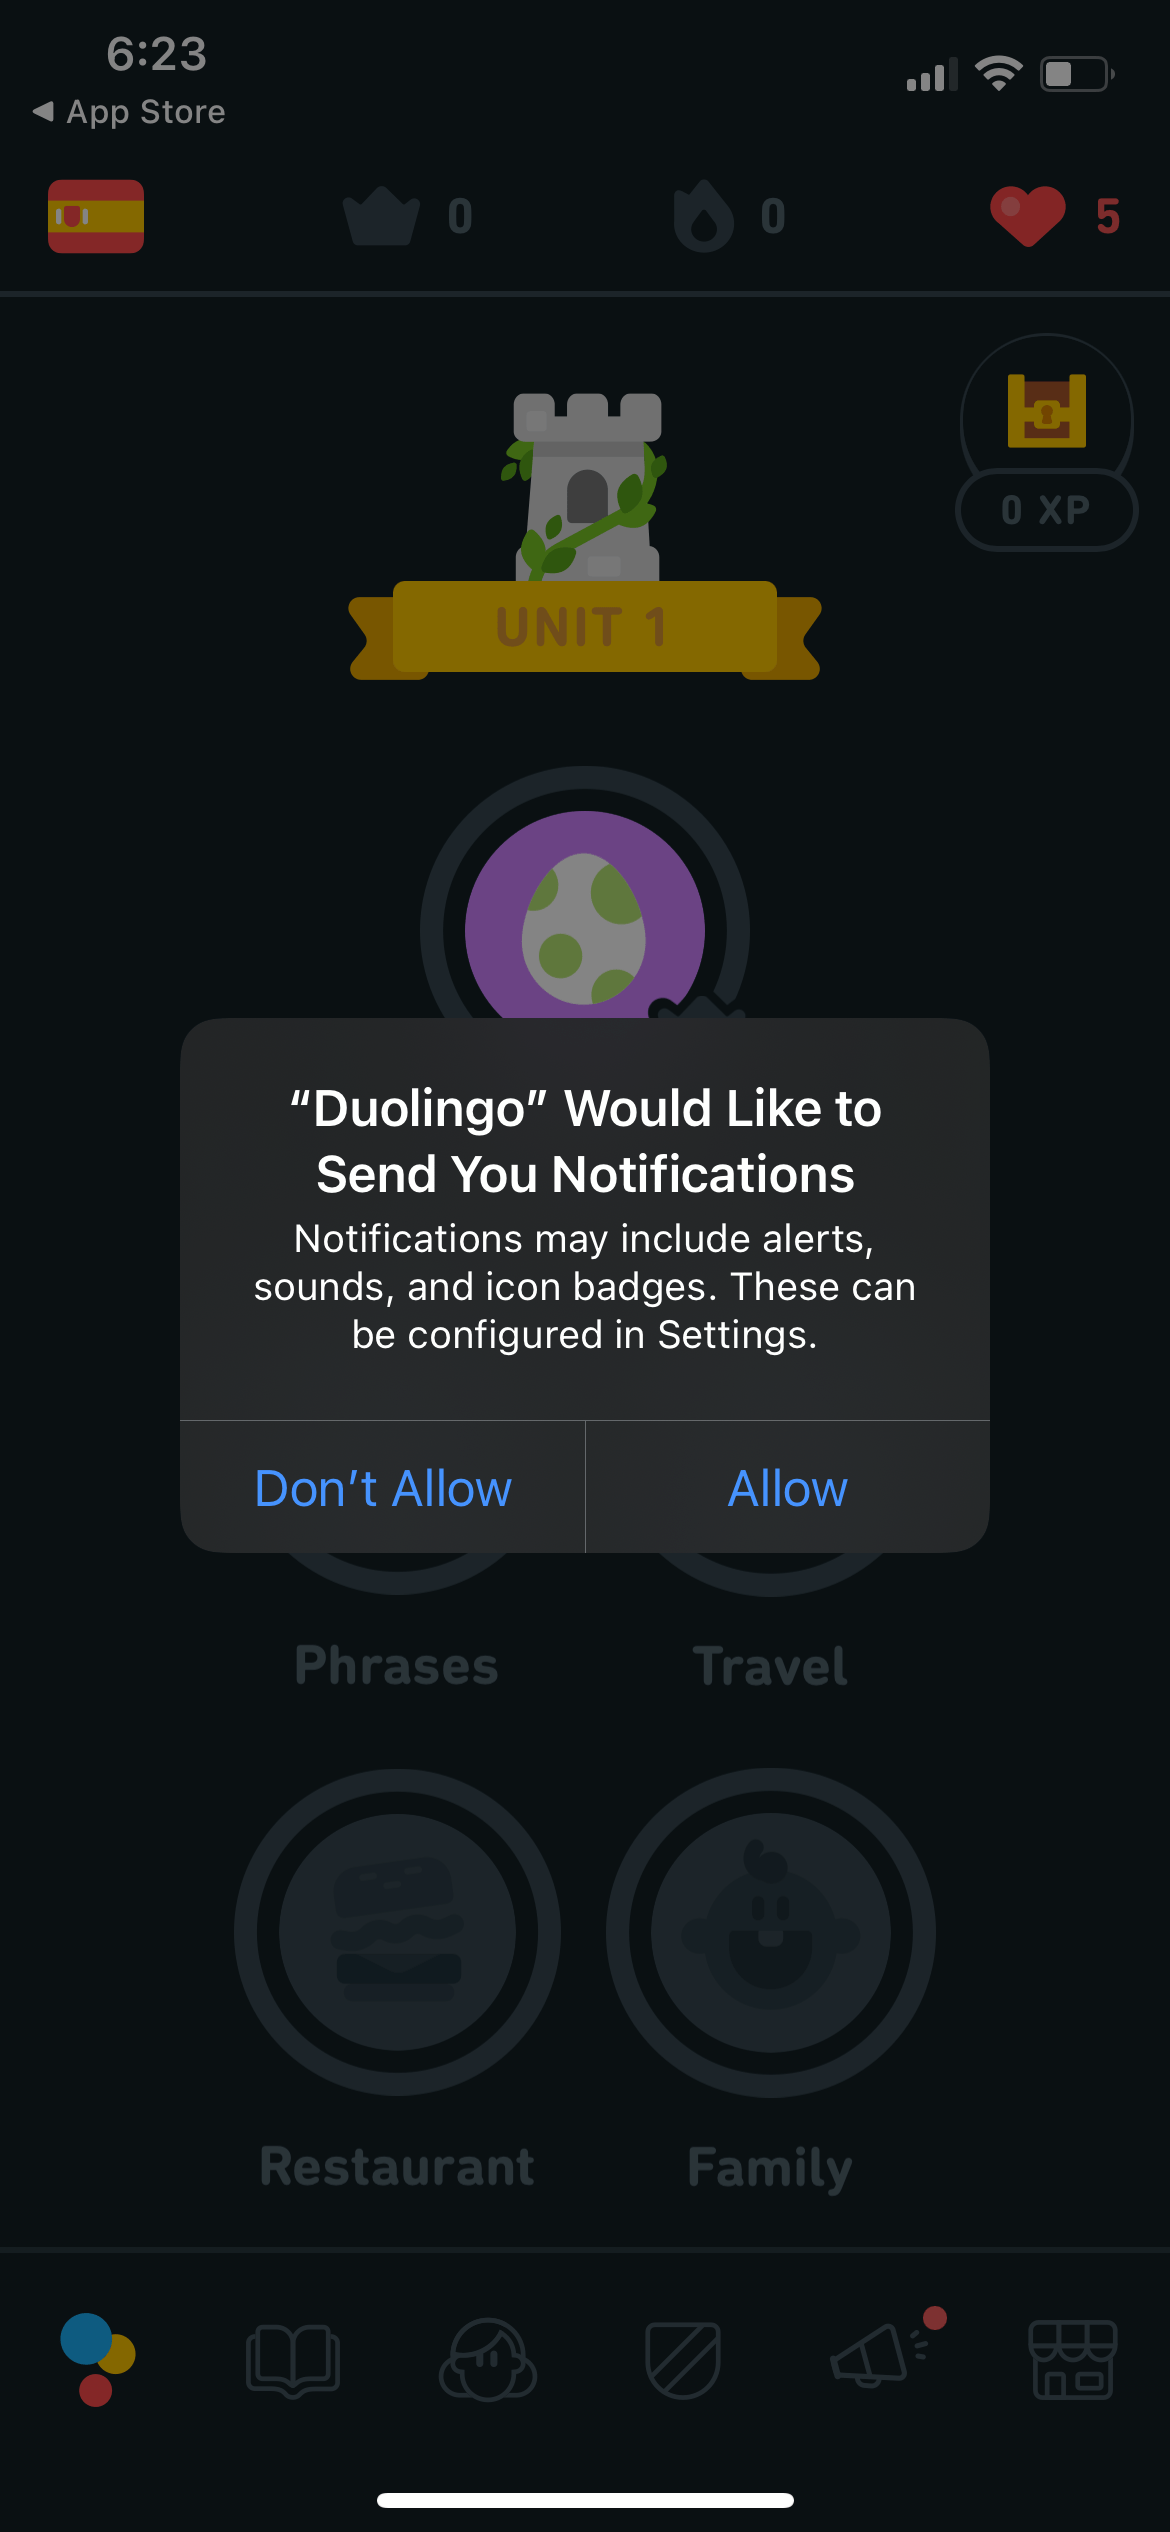 6:23
App Store
0
0
5
0 XP
UNIT 1
“Duolingo” Would Like to
Send You Notifications
Notifications may include alerts,
sounds, and icon badges. These can
be configured in Settings.
Don’t Allow
Allow
Phrases
Travel
Restaurant
Family